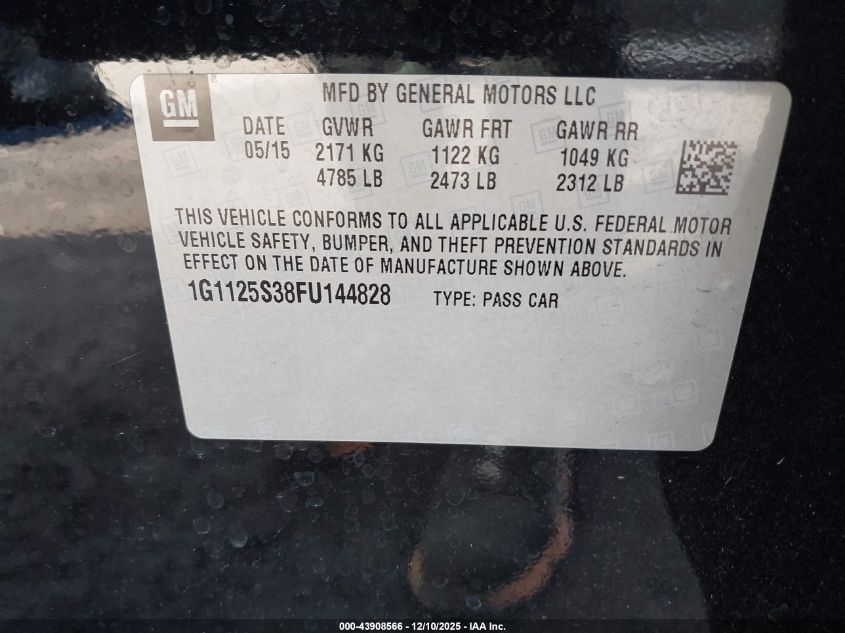 GM
MFD BY GENERAL MOTORS LLC
DATE GVWR GAWR FRT GAWR RR
05/15 2171 KG 1122 KG 1049 KG
4785 LB 2473 LB 2312 LB
THIS VEHICLE CONFORMS TO ALL APPLICABLE U.S. FEDERAL MOTOR
VEHICLE SAFETY, BUMPER, AND THEFT PREVENTION STANDARDS IN
EFFECT ON THE DATE OF MANUFACTURE SHOWN ABOVE.
1G1125S38FU144828 TYPE: PASS CAR
000-43908566 - 12/10/2025 - IAA Inc.